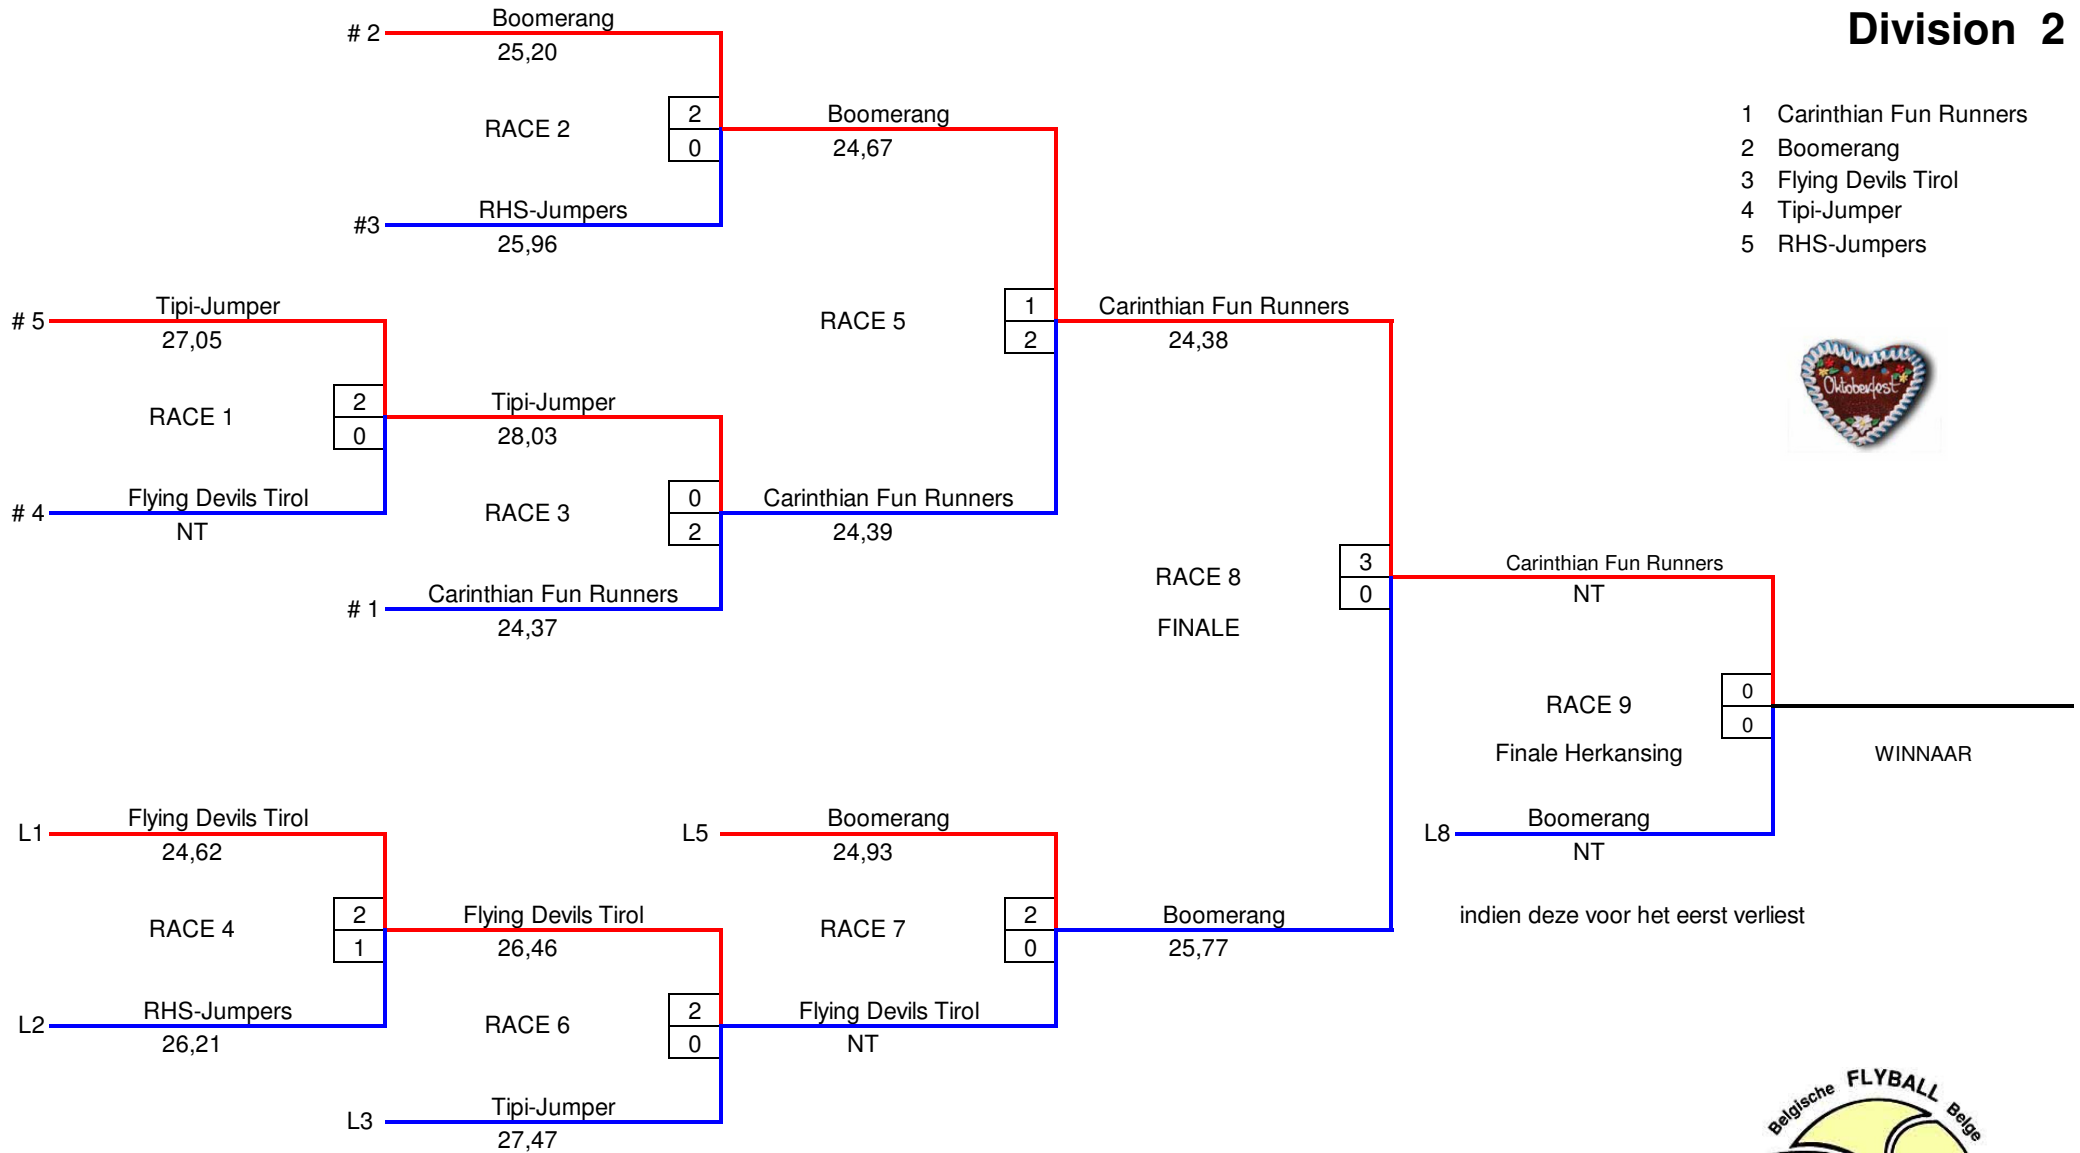 Division 2
1 Carinthian Fun Runners
2 Boomerang
3 Flying Devils Tirol
4 Tipi-Jumper
5 RHS-Jumpers
Oktoberfest
# 2 Boomerang
25,20
RACE 2
2
0
#3 RHS-Jumpers
25,96
# 5 Tipi-Jumper
27,05
RACE 1
2
0
# 4 Flying Devils Tirol
NT
Tipi-Jumper
28,03
RACE 3
0
2
# 1 Carinthian Fun Runners
24,37
Boomerang
24,67
RACE 5
1
2
Carinthian Fun Runners
24,39
Carinthian Fun Runners
24,38
RACE 8
3
0
FINALE
Carinthian Fun Runners
NT
RACE 9
0
0
Finale Herkansing
WINNAAR
L8 Boomerang
NT
indien deze voor het eerst verliest
L1 Flying Devils Tirol
24,62
RACE 4
2
1
L2 RHS-Jumpers
26,21
Flying Devils Tirol
26,46
RACE 6
2
0
L3 Tipi-Jumper
27,47
L5 Boomerang
24,93
RACE 7
2
0
Flying Devils Tirol
NT
Boomerang
25,77
Belgische FLYBALL Belge